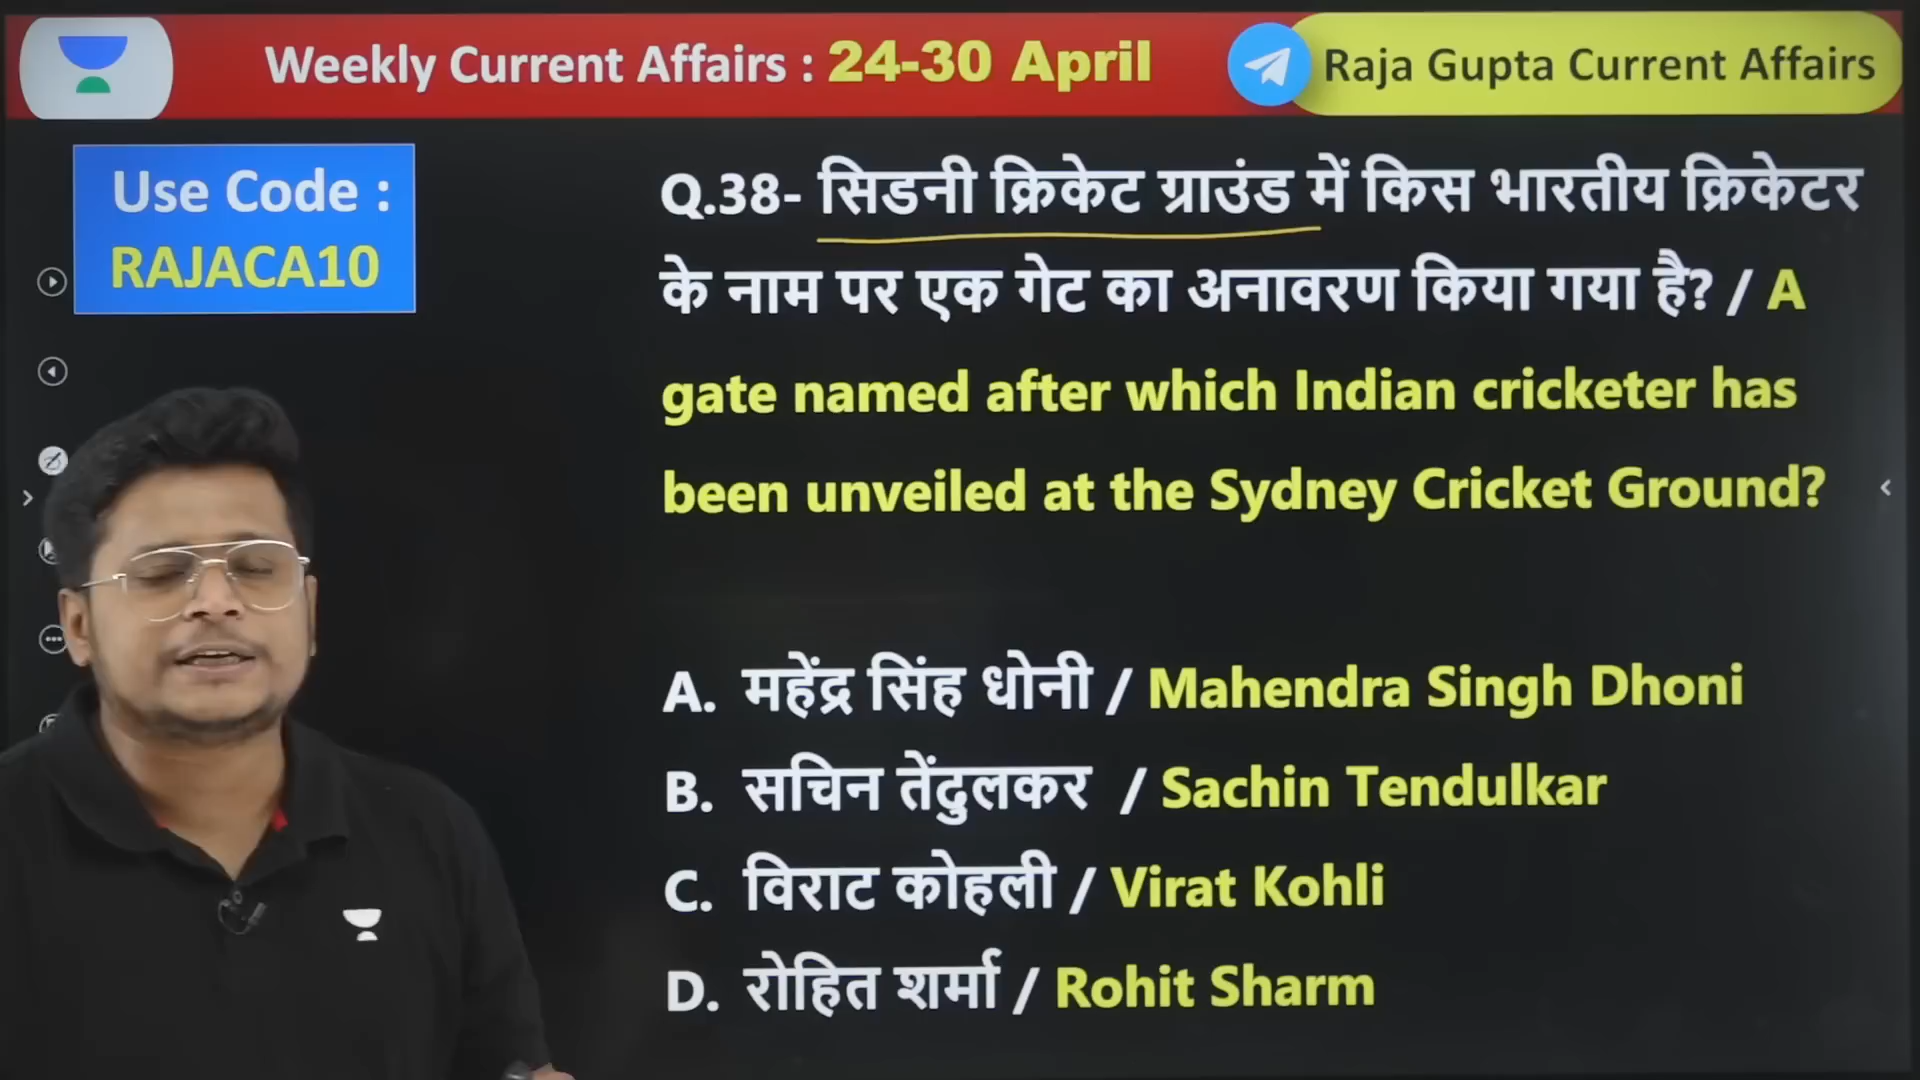 Weekly Current Affairs : 24-30 April
Raja Gupta Current Affairs
Use Code :
RAJACA10
Q.38- सिडनी क्रिकेट ग्राउंड में किस भारतीय क्रिकेटर
के नाम पर एक गेट का अनावरण किया गया है? / A
gate named after which Indian cricketer has
been unveiled at the Sydney Cricket Ground?
A. महेंद्र सिंह धोनी / Mahendra Singh Dhoni
B. सचिन तेंदुलकर / Sachin Tendulkar
C. विराट कोहली / Virat Kohli
D. रोहित शर्मा / Rohit Sharm